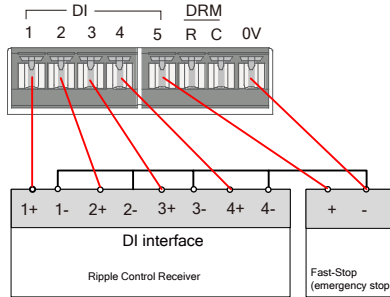 DI DRM
1 2 3 4 5 R C 0V
1+ 1- 2+ 2- 3+ 3- 4+ 4- + -
DI interface
Ripple Control Receiver
Fast-Stop
(emergency stop